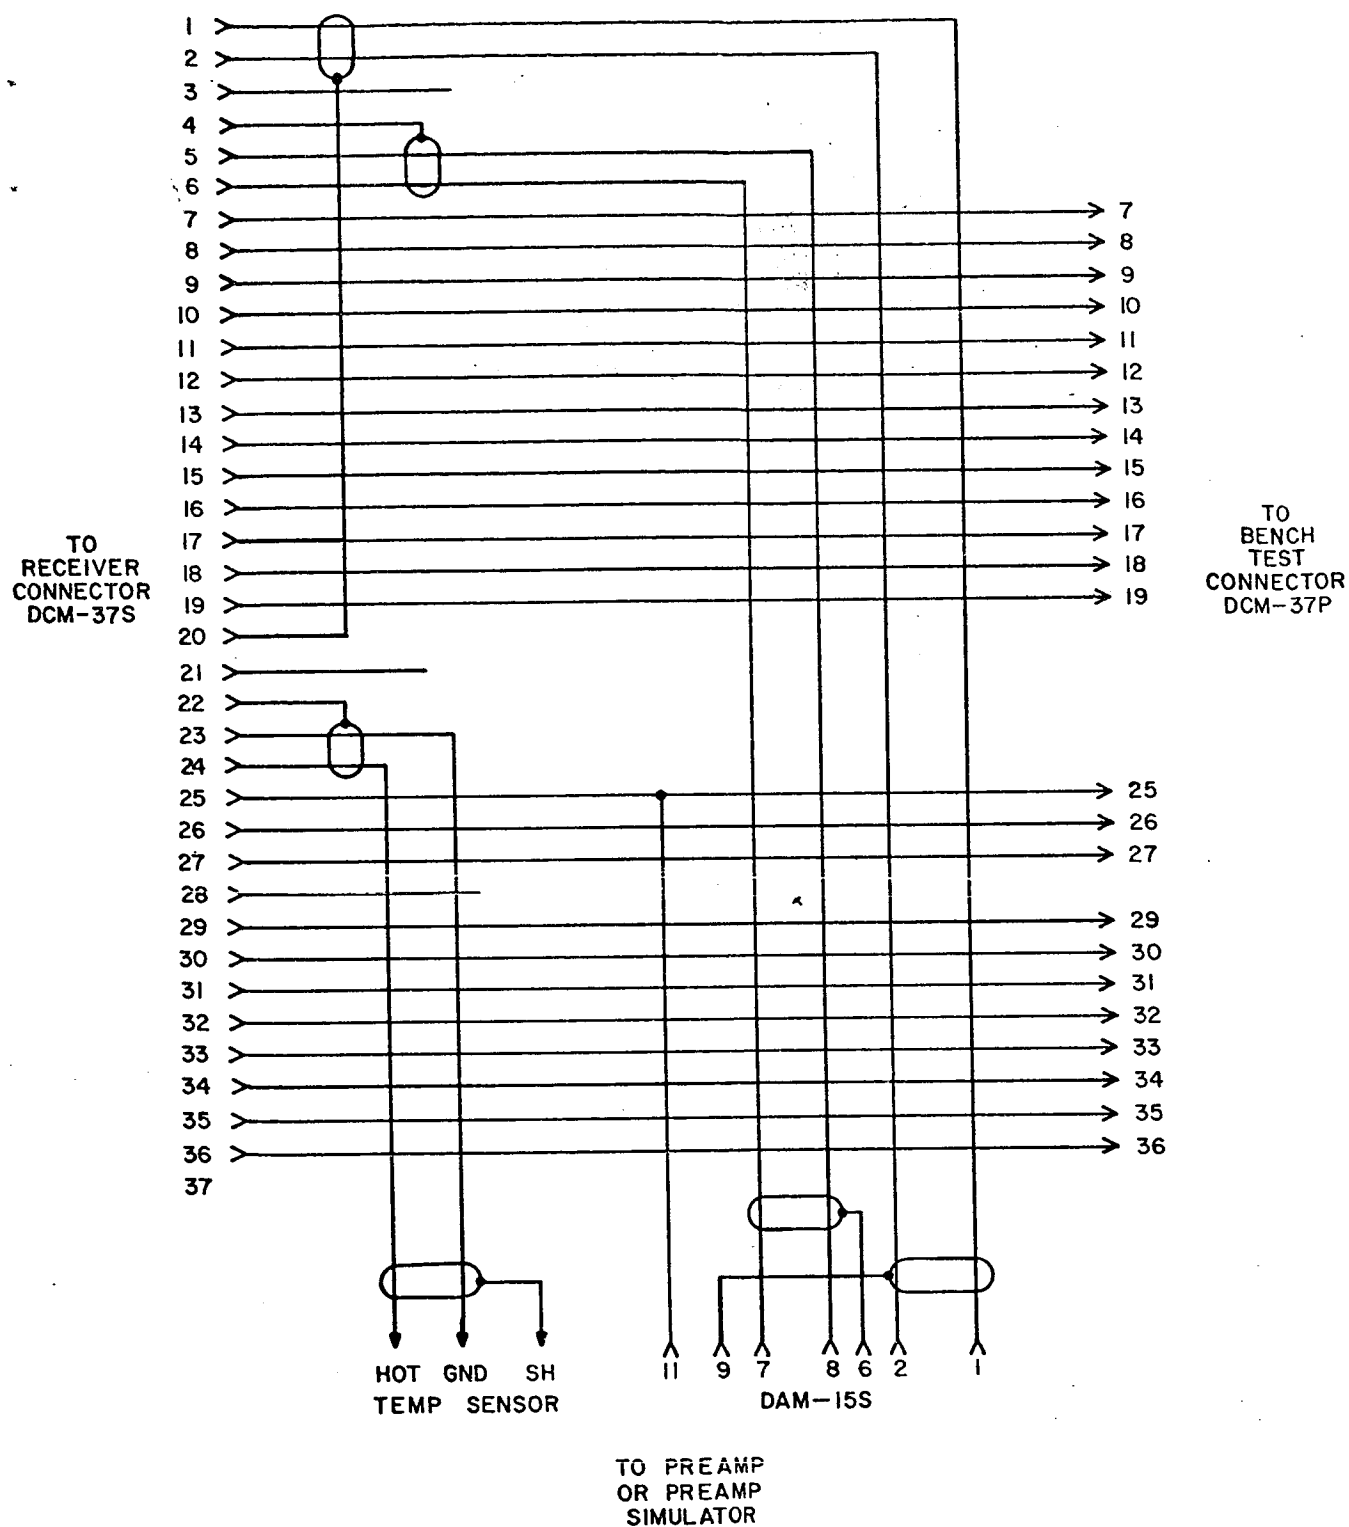 1
2
3
4
5
6
7 7
8 8
9 9
10 10
11 11
12 12
13 13
14 14
15 15
16 16
17 17
18 18
19 19
20
21
22
23
24
25 25
26 26
27 27
28
29 29
30 30
31 31
32 32
33 33
34 34
35 35
36 36
37
TO
RECEIVER
CONNECTOR
DCM-37S
TO
BENCH
TEST
CONNECTOR
DCM-37P
HOT GND SH
TEMP SENSOR
11 9 7 8 6 2 1
DAM-15S
TO PREAMP
OR PREAMP
SIMULATOR